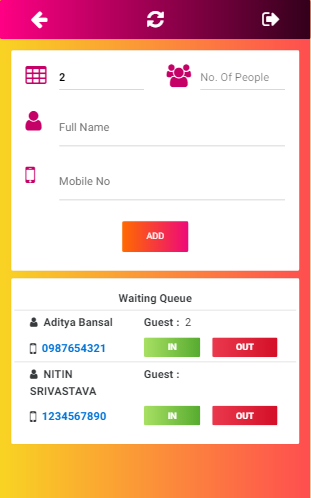 2
No. Of People
Full Name
Mobile No
ADD
Waiting Queue
Aditya Bansal Guest : 2
0987654321 IN OUT
NITIN Guest :
SRIVASTAVA
1234567890 IN OUT